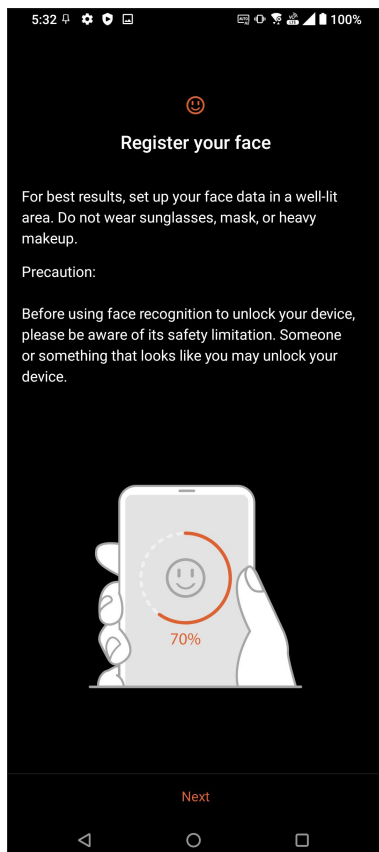 5:32 100%
Register your face
For best results, set up your face data in a well-lit
area. Do not wear sunglasses, mask, or heavy
makeup.
Precaution:
Before using face recognition to unlock your device,
please be aware of its safety limitation. Someone
or something that looks like you may unlock your
device.
70%
Next